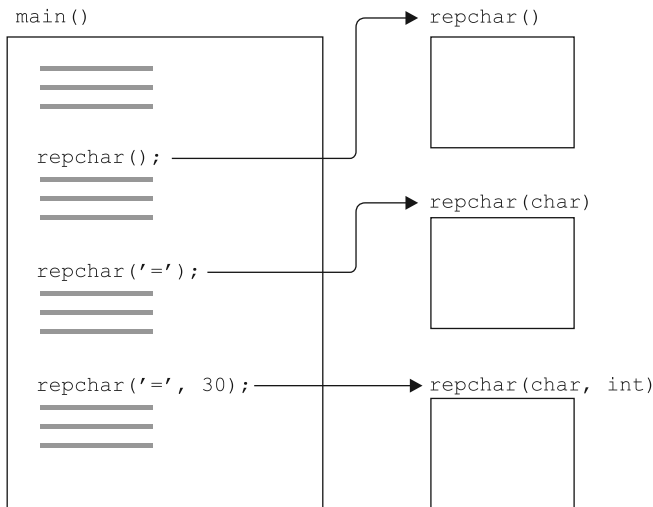 main()
repchar()
repchar();
repchar(char)
repchar('=');
repchar('=', 30);
repchar(char, int)